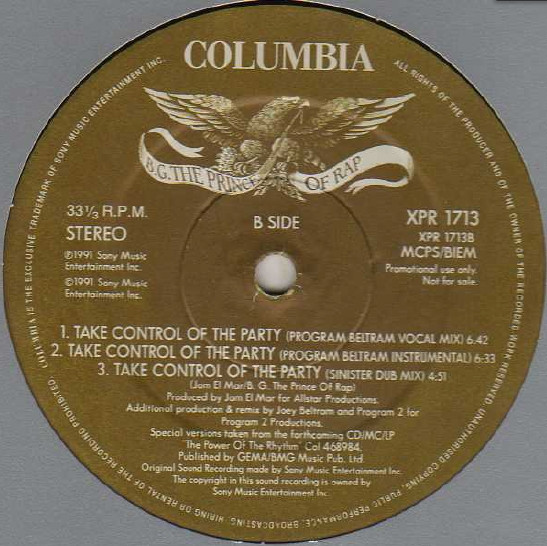 COLUMBIA
B.G. THE PRINCE OF RAP
33⅓ R.P.M.
STEREO
℗1991 Sony Music
Entertainment Inc.
©1991 Sony Music
Entertainment Inc.
B SIDE
XPR 1713
XPR 1713B
MCPS/BIEM
Promotional use only.
Not for sale.
1. TAKE CONTROL OF THE PARTY (PROGRAM BELTRAM VOCAL MIX) 6:42
2. TAKE CONTROL OF THE PARTY (PROGRAM BELTRAM INSTRUMENTAL) 6:33
3. TAKE CONTROL OF THE PARTY (SINISTER DUB MIX) 4:51
(Jam El Mar/B. G. The Prince Of Rap)
Produced by Jam El Mar for Allstar Productions.
Additional production & remix by Joey Beltram and Program 2 for
Program 2 Productions.
Special versions taken from the forthcoming CD/MC/LP
'The Power Of The Rhythm' Col 468984.
Published by GEMA/BMG Music Pub. Ltd
Original Sound Recording made by Sony Music Entertainment Inc.
The copyright in this sound recording is owned by
Sony Music Entertainment Inc.
ALL RIGHTS OF THE PRODUCER AND OF THE OWNER OF THE RECORDED WORK RESERVED. UNAUTHORISED COPYING, PUBLIC PERFORMANCE, BROADCASTING, HIRING OR RENTAL OF THE RECORDING PROHIBITED. COLUMBIA IS THE EXCLUSIVE TRADEMARK OF SONY MUSIC ENTERTAINMENT INC.